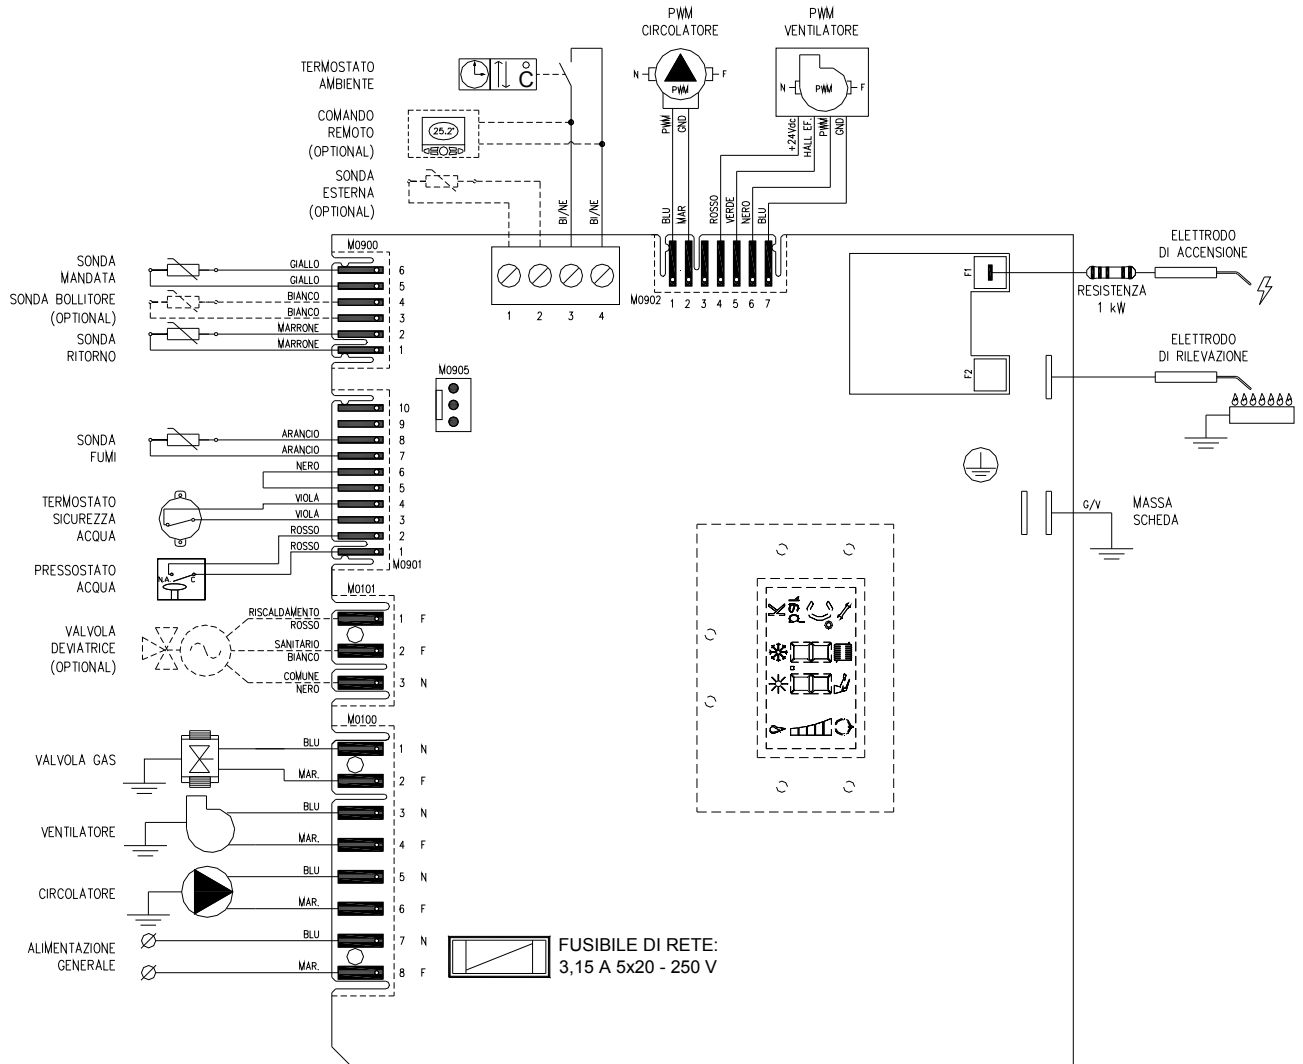 PWM
CIRCOLATORE
PWM
VENTILATORE
N
F
PWM
N
F
PWM
TERMOSTATO
AMBIENTE
C
COMANDO
REMOTO
(OPTIONAL)
25.2°
SONDA
ESTERNA
(OPTIONAL)
BI/NE
BI/NE
PWM
GND
+24Vdc
HALL EF.
PWM
GND
BLU
MAR
ROSSO
VERDE
NERO
BLU
1
2
3
4
M0902
1
2
3
4
5
6
7
F1
F2
ELETTRODO
DI ACCENSIONE
RESISTENZA
1 kW
ELETTRODO
DI RILEVAZIONE
G/V
MASSA
SCHEDA
M0900
SONDA
MANDATA
GIALLO
6
GIALLO
5
SONDA BOLLITORE
(OPTIONAL)
BIANCO
4
BIANCO
3
SONDA
RITORNO
MARRONE
2
MARRONE
1
M0905
10
9
SONDA
FUMI
ARANCIO
8
ARANCIO
7
NERO
6
5
TERMOSTATO
SICUREZZA
ACQUA
VIOLA
4
VIOLA
3
PRESSOSTATO
ACQUA
N.A.
C
ROSSO
2
ROSSO
1
M0901
M0101
VALVOLA
DEVIATRICE
(OPTIONAL)
RISCALDAMENTO
ROSSO
1 F
SANITARIO
BIANCO
2 F
COMUNE
NERO
3 N
M0100
VALVOLA GAS
BLU
1 N
MAR.
2 F
VENTILATORE
BLU
3 N
MAR.
4 F
CIRCOLATORE
BLU
5 N
MAR.
6 F
ALIMENTAZIONE
GENERALE
BLU
7 N
MAR.
8 F
FUSIBILE DI RETE:
3,15 A 5x20 - 250 V